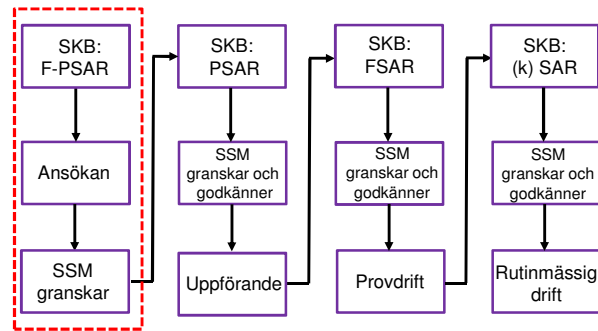 SKB:
F-PSAR
Ansökan
SSM
granskar
SKB:
PSAR
SSM
granskar och
godkänner
Uppförande
SKB:
FSAR
SSM
granskar och
godkänner
Provdrift
SKB:
(k) SAR
SSM
granskar och
godkänner
Rutinmässig
drift